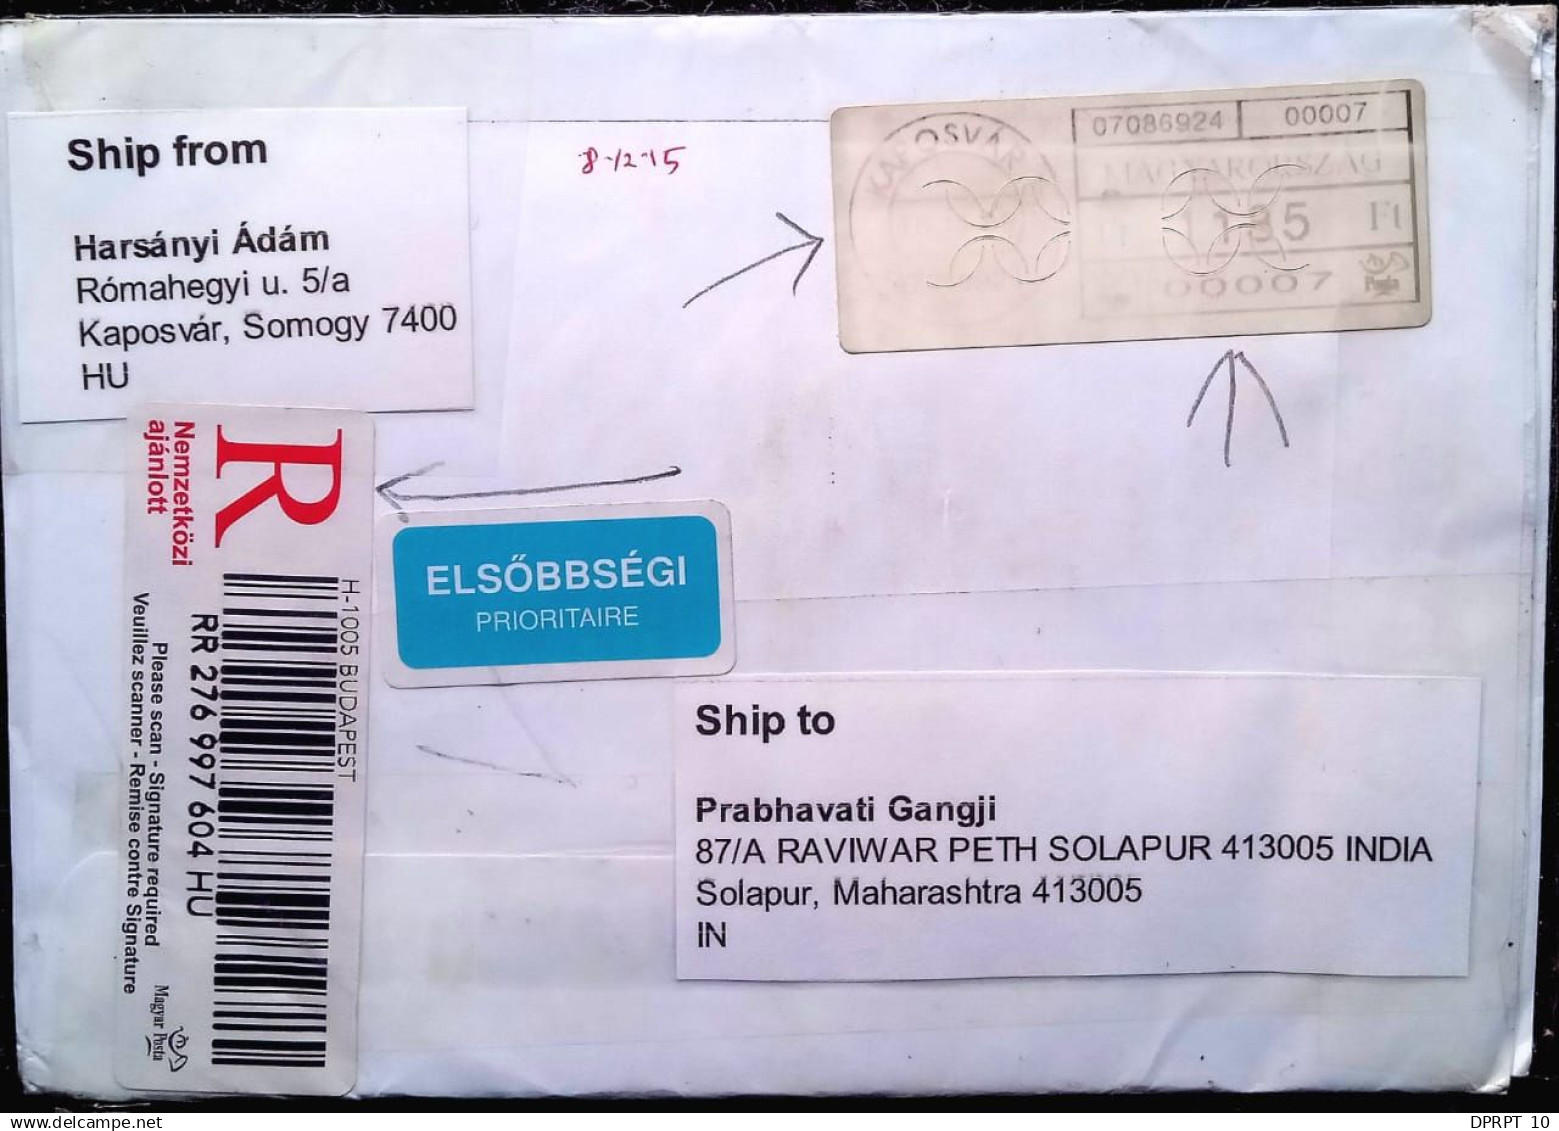 Ship from
Harsányi Ádám
Rómahegyi u. 5/a
Kaposvár, Somogy 7400
HU
8-12-15
KAPOSVÁR
07086924 00007
MAGYARORSZÁG
Ft
00007
Posta
R
Nemzetközi
ajánlott
H-1005 BUDAPEST
RR 276 997 604 HU
Please scan - Signature required
Veuillez scanner - Remise contre Signature
Magyar Posta
ELSŐBBSÉGI
PRIORITAIRE
Ship to
Prabhavati Gangji
87/A RAVIWAR PETH SOLAPUR 413005 INDIA
Solapur, Maharashtra 413005
IN
www.delcampe.net
DPRPT_10